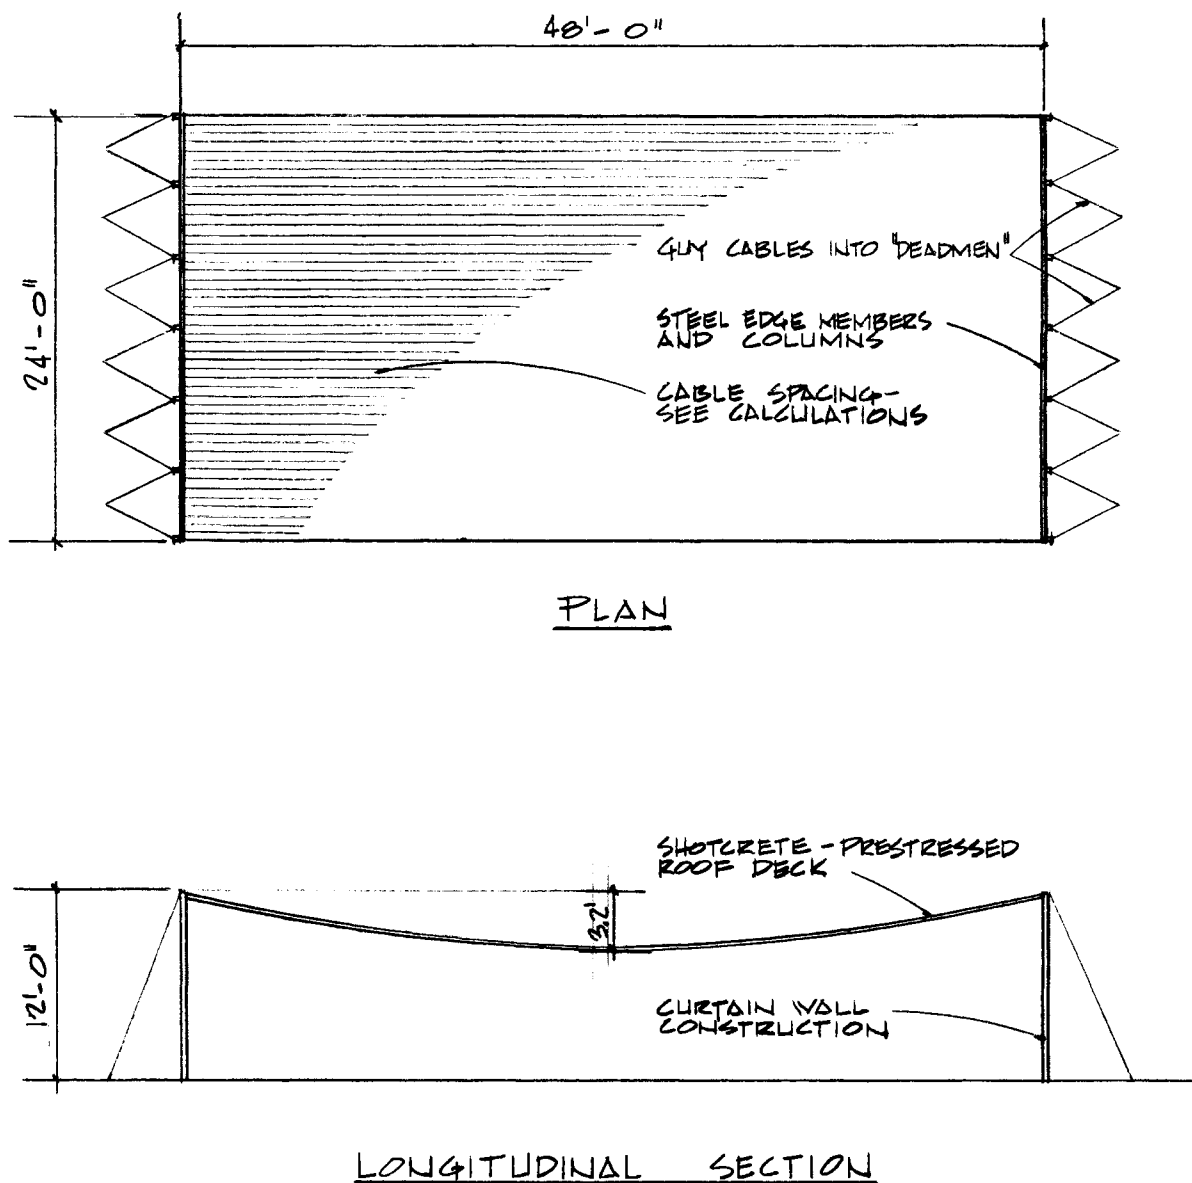 48'-0"
24'-0"
GUY CABLES INTO "DEADMEN"
STEEL EDGE MEMBERS
AND COLUMNS
CABLE SPACING-
SEE CALCULATIONS
PLAN
SHOTCRETE - PRESTRESSED
ROOF DECK
3.2'
12'-0"
CURTAIN WALL
CONSTRUCTION
LONGITUDINAL SECTION